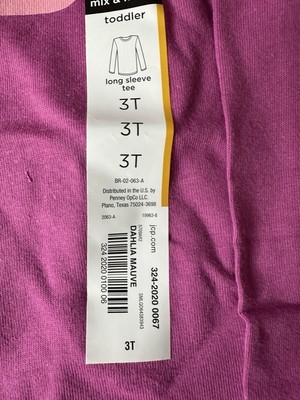 mix & m
toddler
long sleeve
tee
3T
3T
3T
BR-02-063-A
Distributed in the U.S. by
Penney OpCo LLC.
Plano, Texas 75024-3698
2063-A
jcp.com
324-2020 0067
DAHLIA MAUVE
324 2020 0100 06
3T